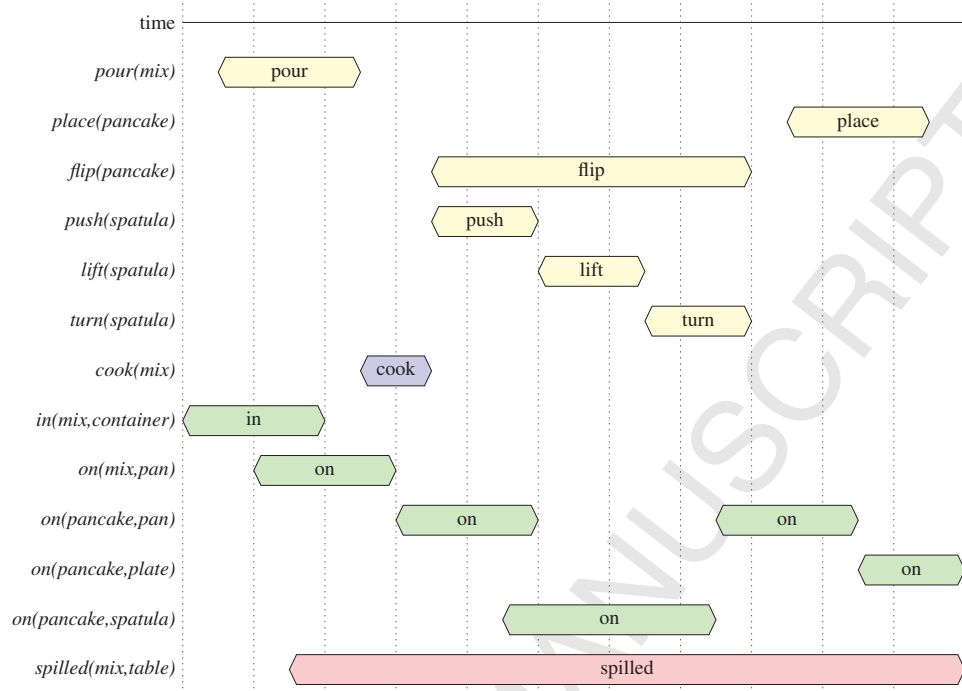 time
pour(mix) pour
place(pancake) place
flip(pancake) flip
push(spatula) push
lift(spatula) lift
turn(spatula) turn
cook(mix) cook
in(mix,container) in
on(mix,pan) on
on(pancake,pan) on on
on(pancake,plate) on
on(pancake,spatula) on
spilled(mix,table) spilled
ANUSCRIPT